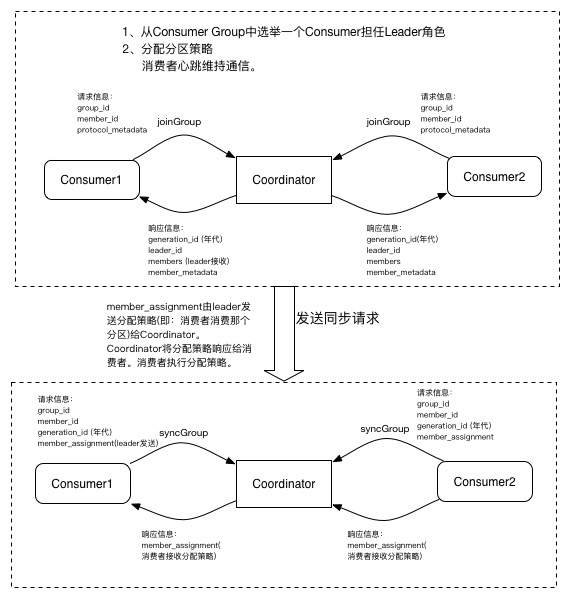 1、从Consumer Group中选举一个Consumer担任Leader角色
2、分配分区策略
消费者心跳维持通信。
请求信息：
group_id
member_id
protocol_metadata
joinGroup
joinGroup
请求信息：
group_id
member_id
protocol_metadata
Consumer1
Coordinator
Consumer2
响应信息：
generation_id (年代)
leader_id
members (leader接收)
member_metadata
响应信息：
generation_id(年代)
leader_id
members
member_metadata
member_assignment由leader发
送分配策略(即：消费者消费那个
分区)给Coordinator。
Coordinator将分配策略响应给消
费者。消费者执行分配策略。
发送同步请求
请求信息：
group_id
member_id
generation_id (年代)
member_assignment(leader发送)
syncGroup
syncGroup
请求信息：
group_id
member_id
generation_id (年代)
member_assignment
Consumer1
Coordinator
Consumer2
响应信息：
member_assignment(
消费者接收分配策略)
响应信息：
member_assignment(
消费者接收分配策略)